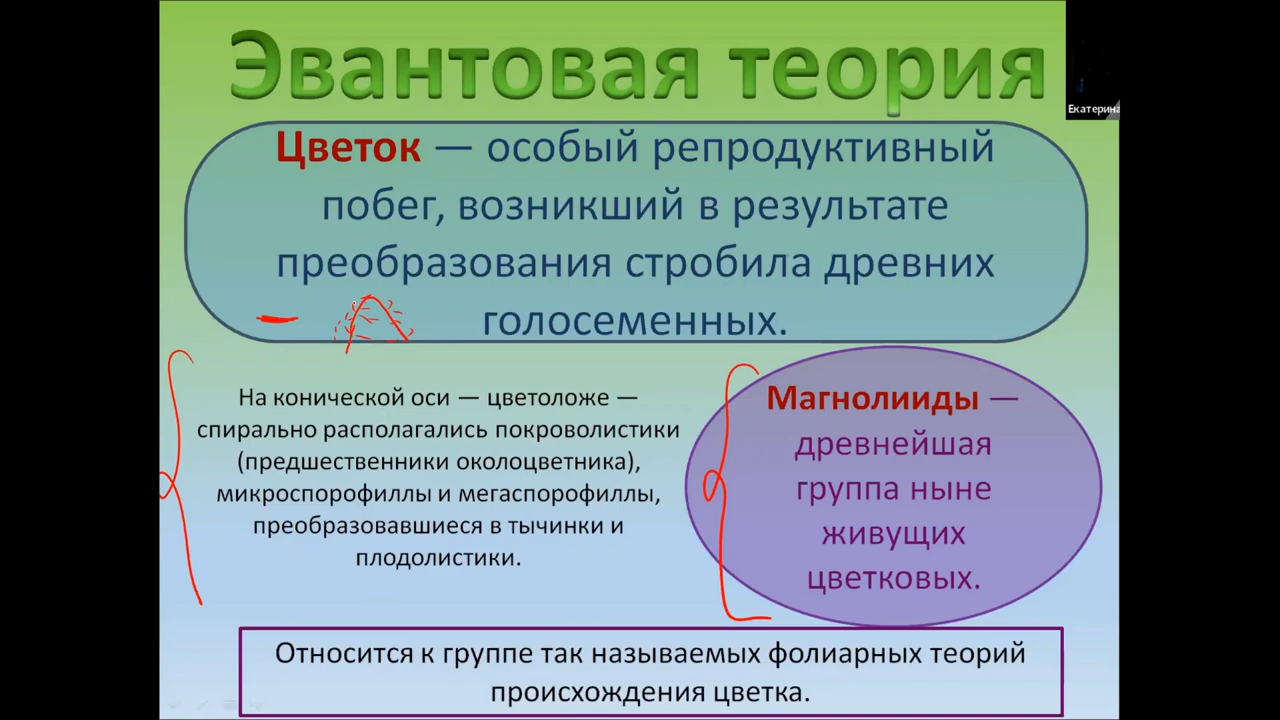 Эвантовая теория
Екатерина
Цветок — особый репродуктивный
побег, возникший в результате
преобразования стробила древних
голосеменных.
На конической оси — цветоложе —
спирально располагались покроволистики
(предшественники околоцветника),
микроспорофиллы и мегаспорофиллы,
преобразовавшиеся в тычинки и
плодолистики.
Магнолииды —
древнейшая
группа ныне
живущих
цветковых.
Относится к группе так называемых фолиарных теорий
происхождения цветка.